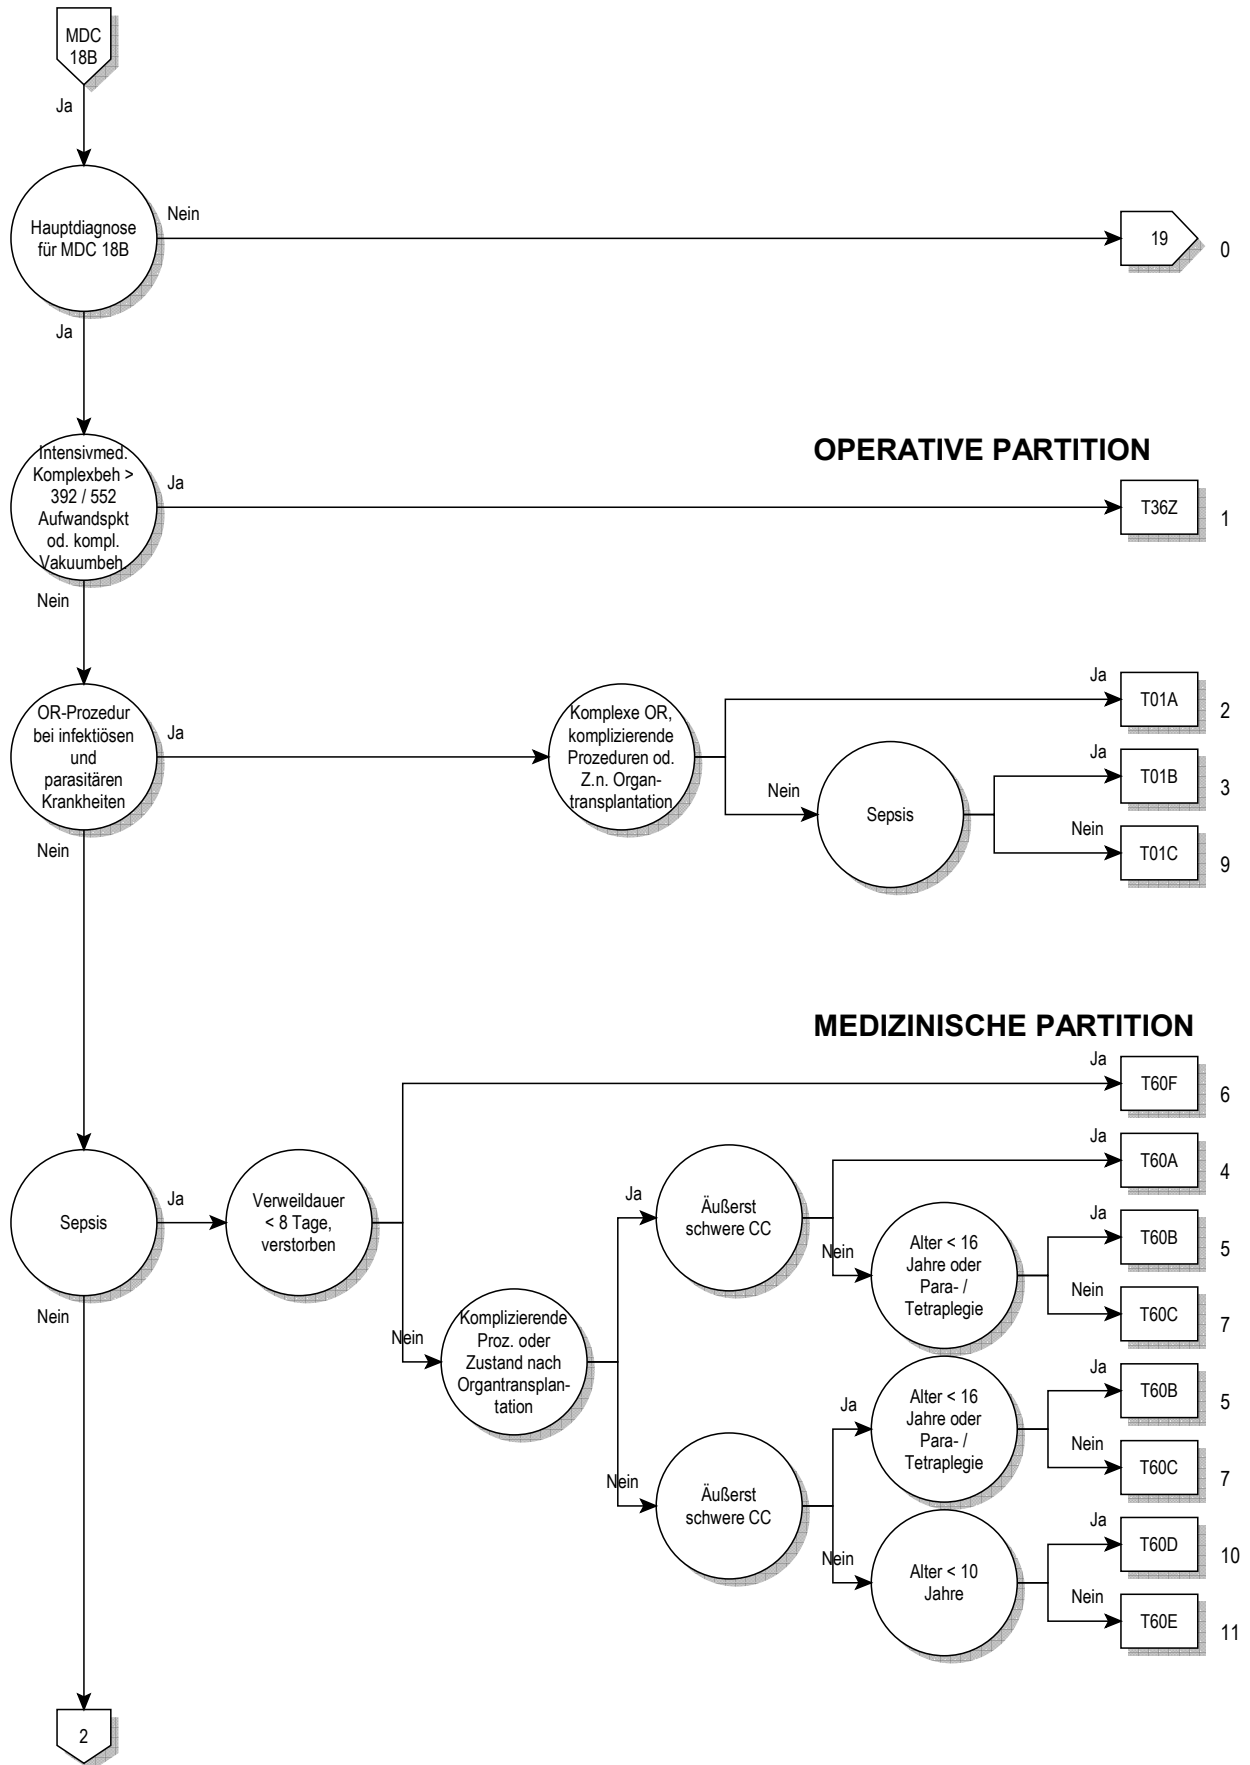 MDC
18B
Ja
Hauptdiagnose
für MDC 18B
Nein
19
0
Ja
OPERATIVE PARTITION
Intensivmed.
Komplexbeh >
392 / 552
Aufwandspkt
od. kompl.
Vakuumbeh.
Ja
T36Z
1
Nein
OR-Prozedur
bei infektiösen
und
parasitären
Krankheiten
Ja
Komplexe OR,
komplizierende
Prozeduren od.
Z.n. Organ-
transplantation
Ja
T01A
2
Nein
Sepsis
Ja
T01B
3
Nein
T01C
9
Nein
MEDIZINISCHE PARTITION
Ja
T60F
6
Sepsis
Ja
Verweildauer
< 8 Tage,
verstorben
Nein
Komplizierende
Proz. oder
Zustand nach
Organtransplan-
tation
Ja
Äußerst
schwere CC
Ja
T60A
4
Nein
Alter < 16
Jahre oder
Para- /
Tetraplegie
Ja
T60B
5
Nein
T60C
7
Nein
Äußerst
schwere CC
Ja
Alter < 16
Jahre oder
Para- /
Tetraplegie
Ja
T60B
5
Nein
T60C
7
Nein
Alter < 10
Jahre
Ja
T60D
10
Nein
T60E
11
Nein
2